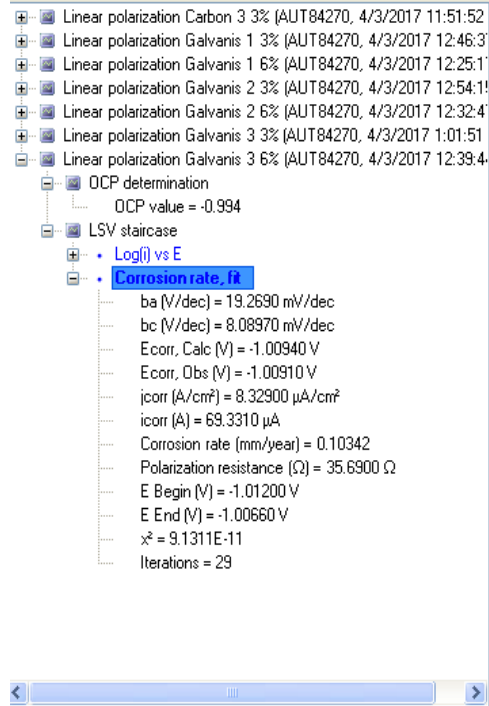 Linear polarization Carbon 3 3% (AUT84270, 4/3/2017 11:51:52
Linear polarization Galvanis 1 3% (AUT84270, 4/3/2017 12:46:3
Linear polarization Galvanis 1 6% (AUT84270, 4/3/2017 12:25:1
Linear polarization Galvanis 2 3% (AUT84270, 4/3/2017 12:54:1
Linear polarization Galvanis 2 6% (AUT84270, 4/3/2017 12:32:4
Linear polarization Galvanis 3 3% (AUT84270, 4/3/2017 1:01:51
Linear polarization Galvanis 3 6% (AUT84270, 4/3/2017 12:39:4
OCP determination
OCP value = -0.994
LSV staircase
Log(i) vs E
Corrosion rate, fit
ba (V/dec) = 19.2690 mV/dec
bc (V/dec) = 8.08970 mV/dec
Ecorr, Calc (V) = -1.00940 V
Ecorr, Obs (V) = -1.00910 V
jcorr (A/cm²) = 8.32900 µA/cm²
icorr (A) = 69.3310 µA
Corrosion rate (mm/year) = 0.10342
Polarization resistance (Ω) = 35.6900 Ω
E Begin (V) = -1.01200 V
E End (V) = -1.00660 V
x² = 9.1311E-11
Iterations = 29